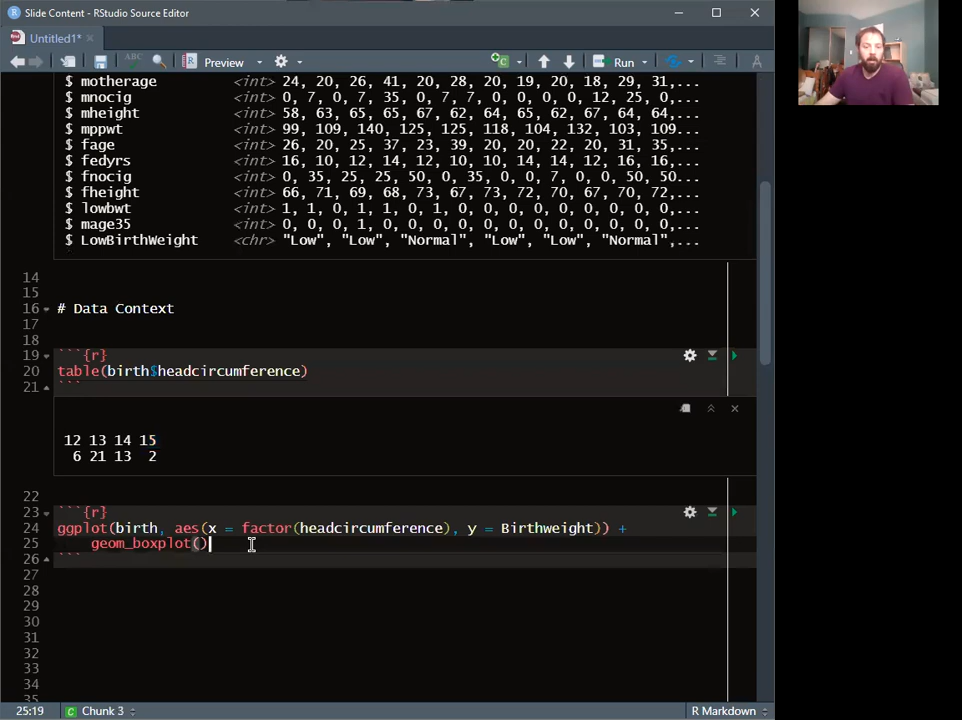 Slide Content - RStudio Source Editor
Untitled1*
ABC
Preview
Run
$ motherage <int> 24, 20, 26, 41, 20, 28, 20, 19, 20, 18, 29, 31,...
$ mnocig <int> 0, 7, 0, 7, 35, 0, 7, 7, 0, 0, 0, 0, 12, 25, 0,...
$ mheight <int> 58, 63, 65, 65, 67, 62, 64, 65, 62, 67, 64, 64,...
$ mppwt <int> 99, 109, 140, 125, 125, 118, 104, 132, 103, 109...
$ fage <int> 26, 20, 25, 37, 23, 39, 20, 20, 22, 20, 31, 35,...
$ fedyrs <int> 16, 10, 12, 14, 12, 10, 10, 14, 14, 12, 16, 16,...
$ fnocig <int> 0, 35, 25, 25, 50, 0, 35, 0, 0, 7, 0, 0, 50, 50...
$ fheight <int> 66, 71, 69, 68, 73, 67, 73, 72, 70, 67, 70, 72,...
$ lowbwt <int> 1, 1, 0, 1, 1, 0, 1, 0, 0, 0, 0, 0, 0, 0, 0, 0,...
$ mage35 <int> 0, 0, 0, 1, 0, 0, 0, 0, 0, 0, 0, 0, 0, 0, 0, 0,...
$ LowBirthWeight <chr> "Low", "Low", "Normal", "Low", "Low", "Normal",...
14
15
16 # Data Context
17
18
19 ```{r}
20 table(birth$headcircumference)
21 ```
12 13 14 15
6 21 13 2
22
23 ```{r}
24 ggplot(birth, aes(x = factor(headcircumference), y = Birthweight)) +
25 geom_boxplot()
26 ```
27
28
29
30
31
32
33
34
35
25:19 Chunk 3 R Markdown